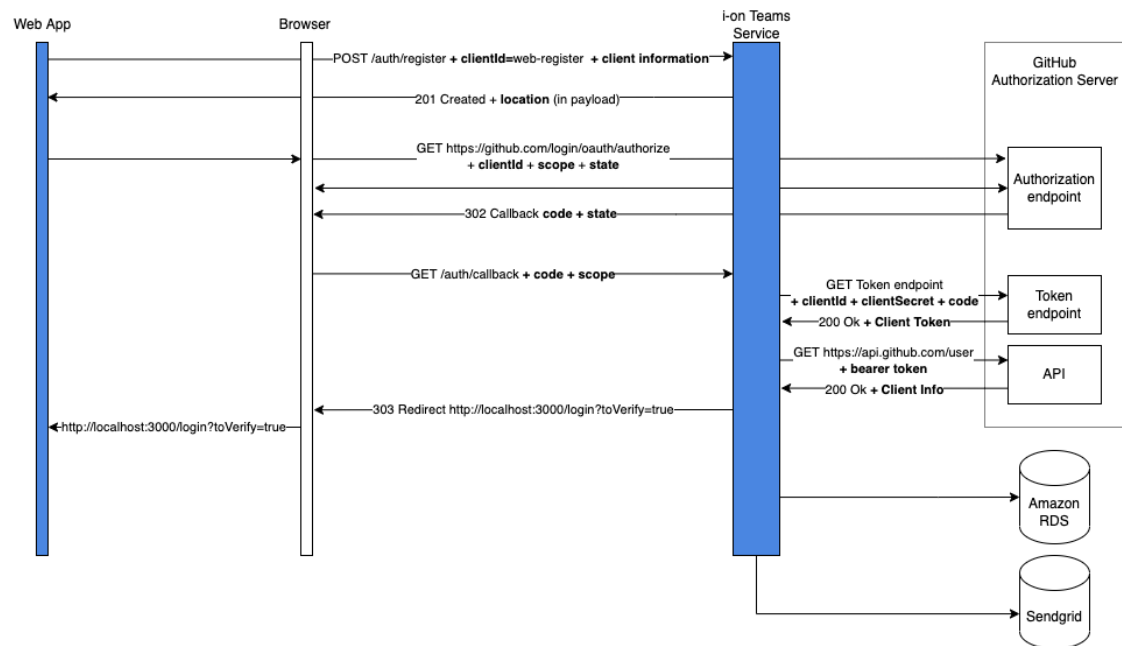 Web App
Browser
i-on Teams
Service
GitHub
Authorization Server
POST /auth/register + clientId=web-register + client information
201 Created + location (in payload)
GET https://github.com/login/oauth/authorize
+ clientId + scope + state
Authorization
endpoint
302 Callback code + state
GET /auth/callback + code + scope
GET Token endpoint
+ clientId + clientSecret + code
Token
endpoint
200 Ok + Client Token
GET https://api.github.com/user
+ bearer token
API
200 Ok + Client Info
303 Redirect http://localhost:3000/login?toVerify=true
http://localhost:3000/login?toVerify=true
Amazon
RDS
Sendgrid